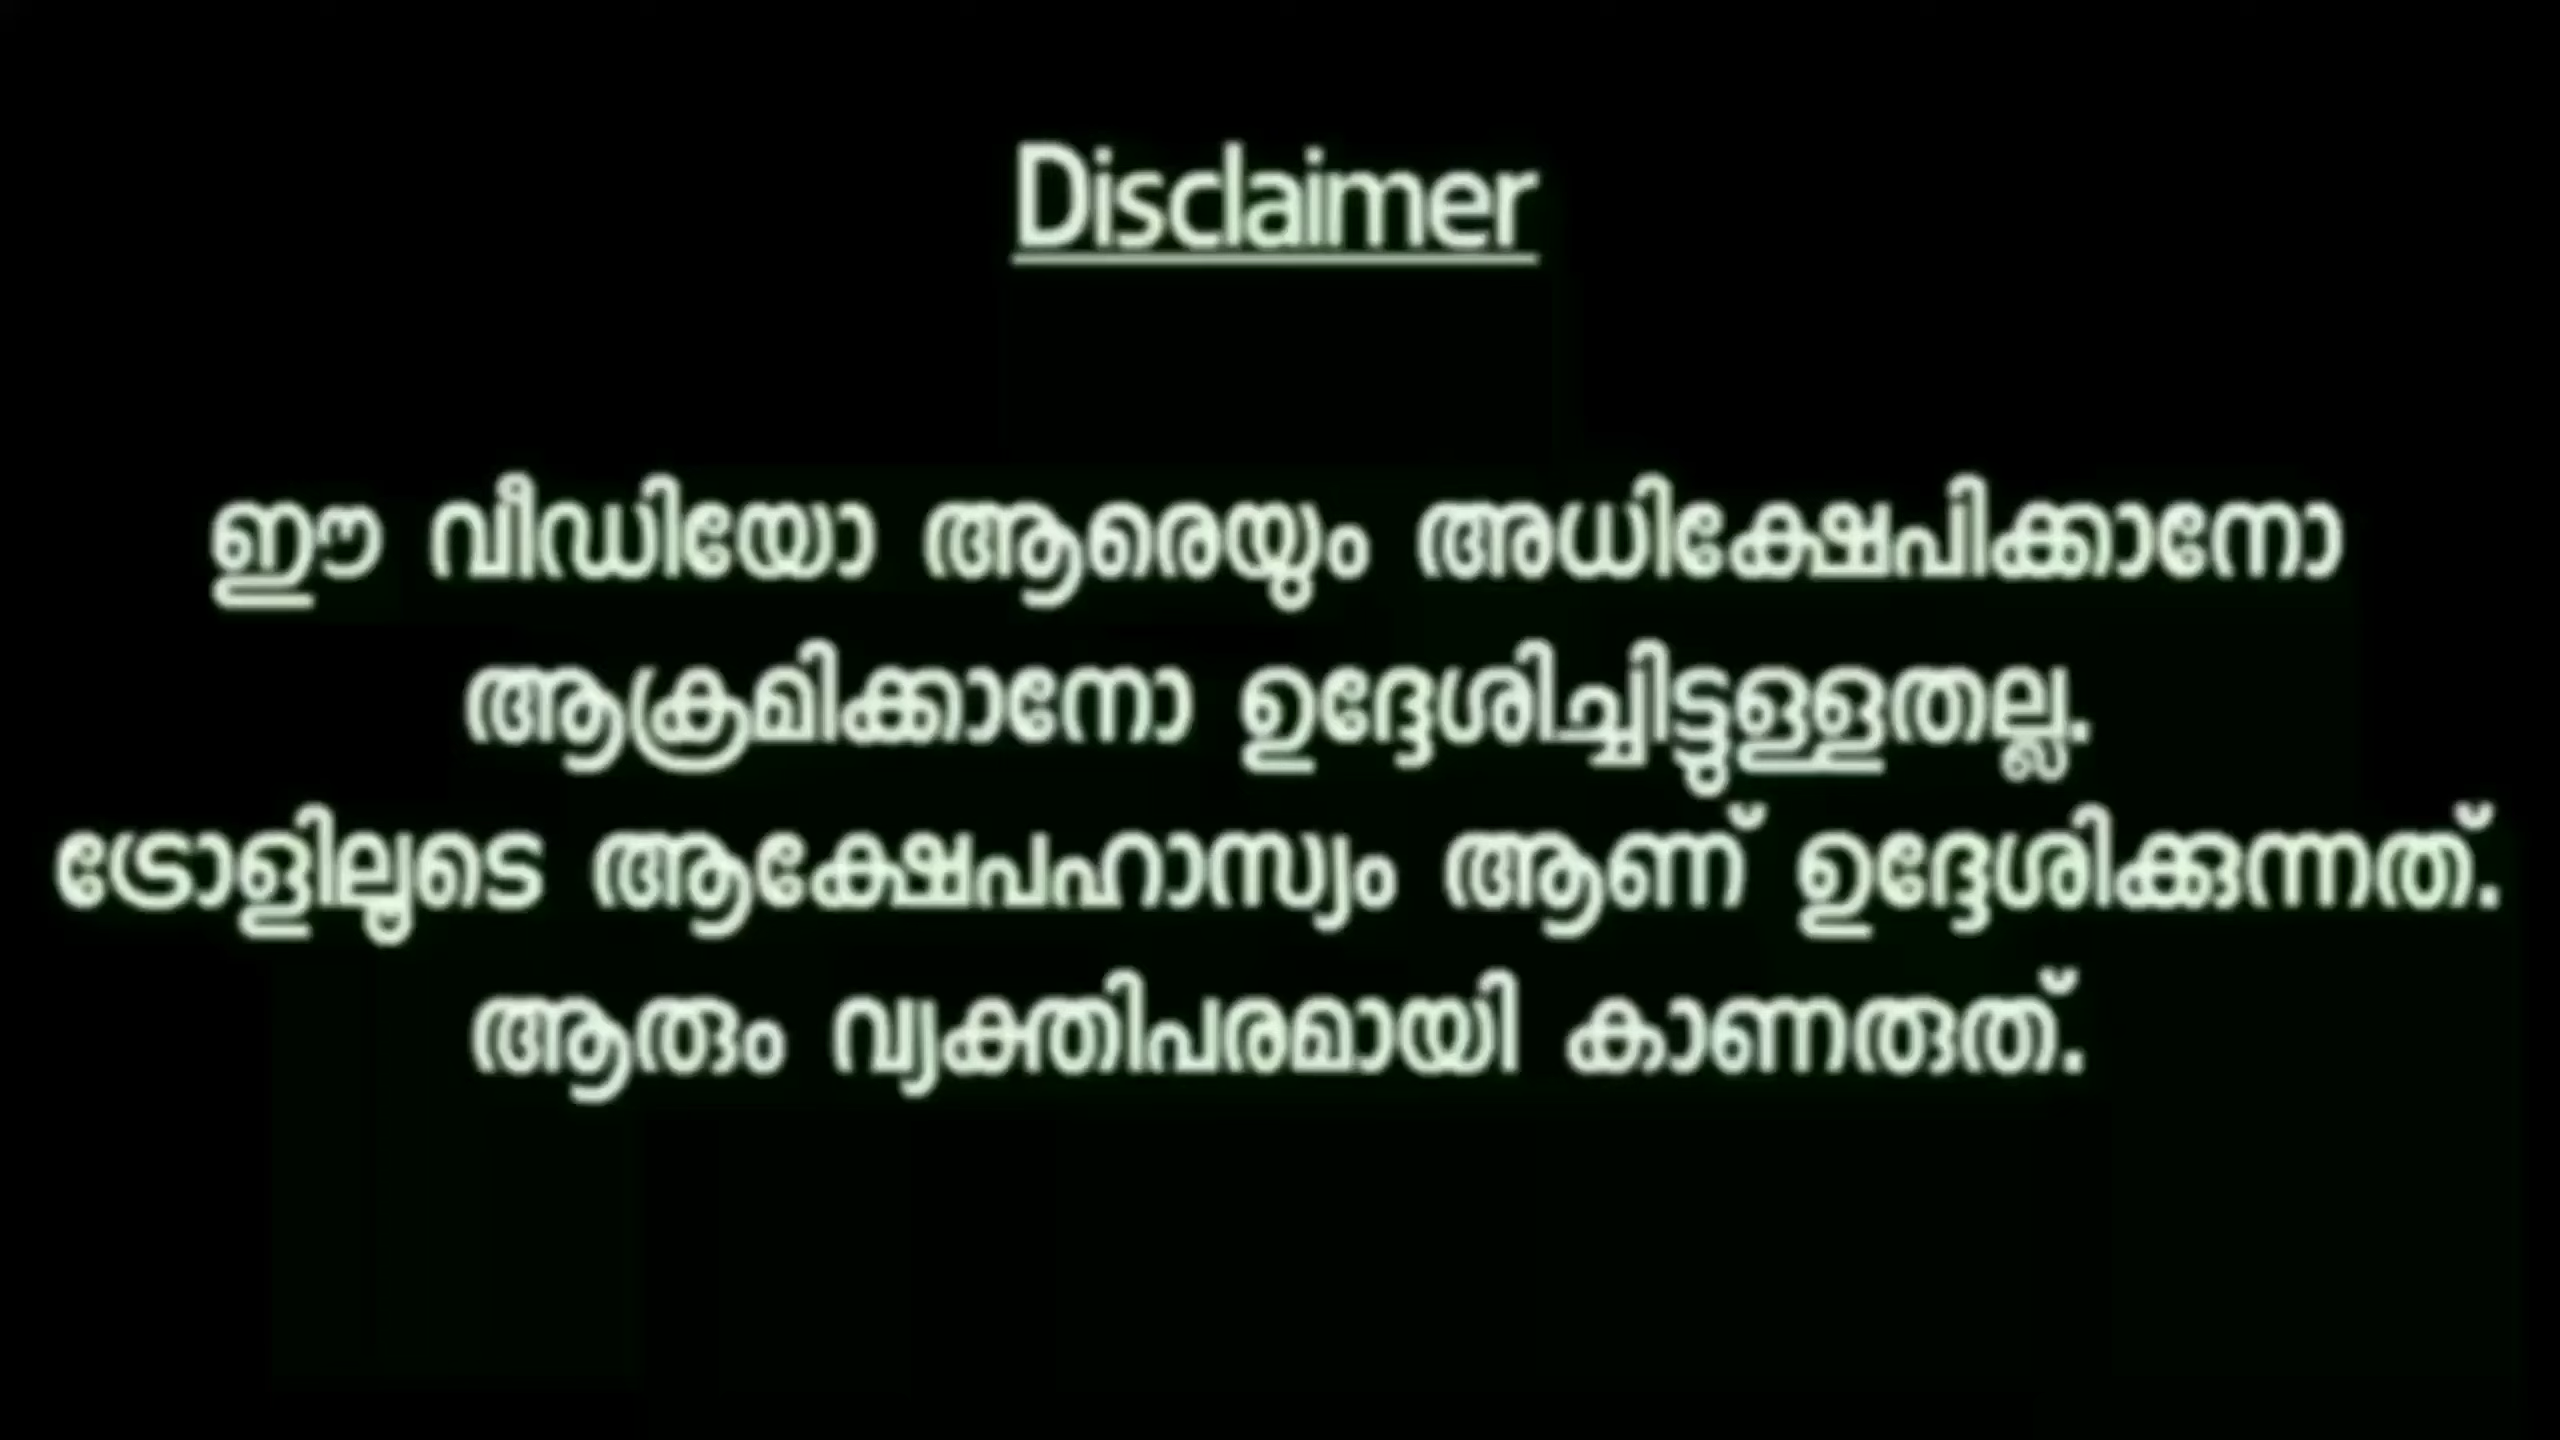 Disclaimer
ഈ വീഡിയോ ആരെയും അധിക്ഷേപിക്കാനോ
ആക്രമിക്കാനോ ഉദ്ദേശിച്ചിട്ടുള്ളതല്ല.
ട്രോളിലൂടെ ആക്ഷേപഹാസ്യം ആണ് ഉദ്ദേശിക്കുന്നത്.
ആരും വ്യക്തിപരമായി കാണരുത്.